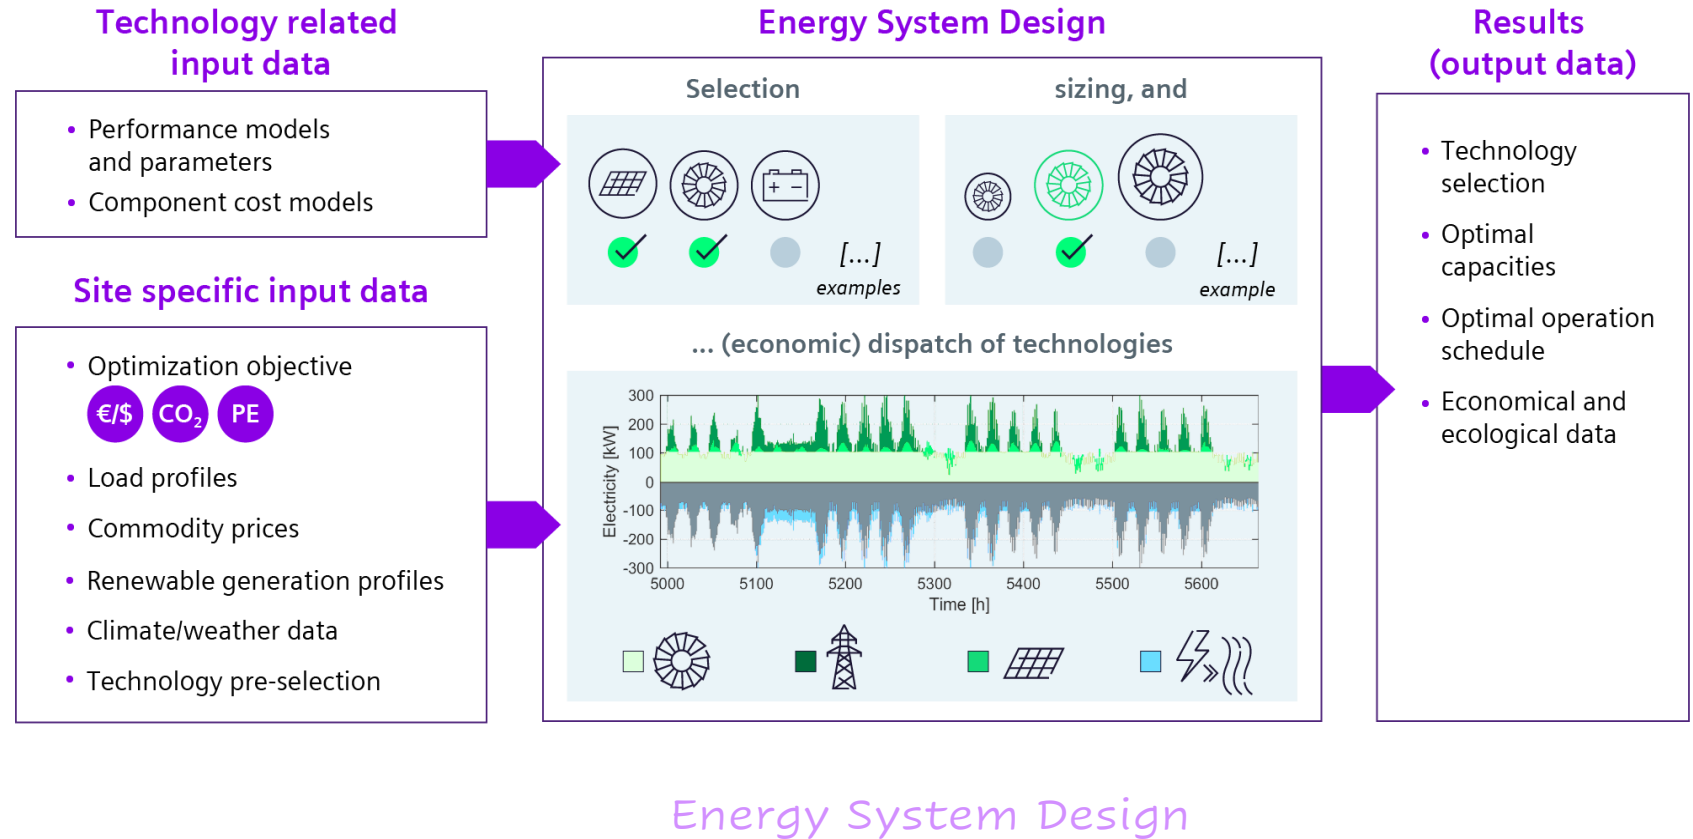 Technology related
input data
• Performance models
and parameters
• Component cost models
Site specific input data
• Optimization objective
€/$ CO₂ PE
• Load profiles
• Commodity prices
• Renewable generation profiles
• Climate/weather data
• Technology pre-selection
Energy System Design
Selection
+ −
[...]
examples
sizing, and
[...]
example
... (economic) dispatch of technologies
Electricity [kW]
300
200
100
0
-100
-200
-300
5000 5100 5200 5300 5400 5500 5600
Time [h]
Results
(output data)
• Technology
selection
• Optimal
capacities
• Optimal operation
schedule
• Economical and
ecological data
Energy System Design